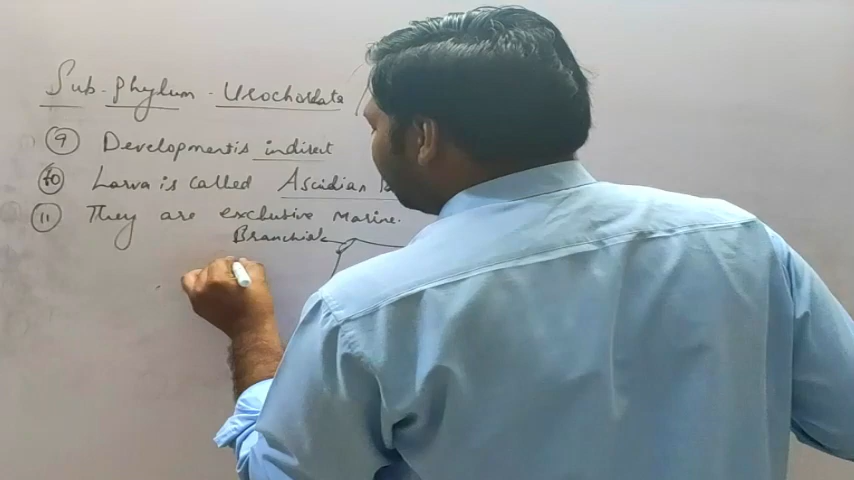 Sub-Phylum-Urochordata
9 Development is indirect
10 Larva is called Ascidian
11 They are exclusive marine.
Branchial